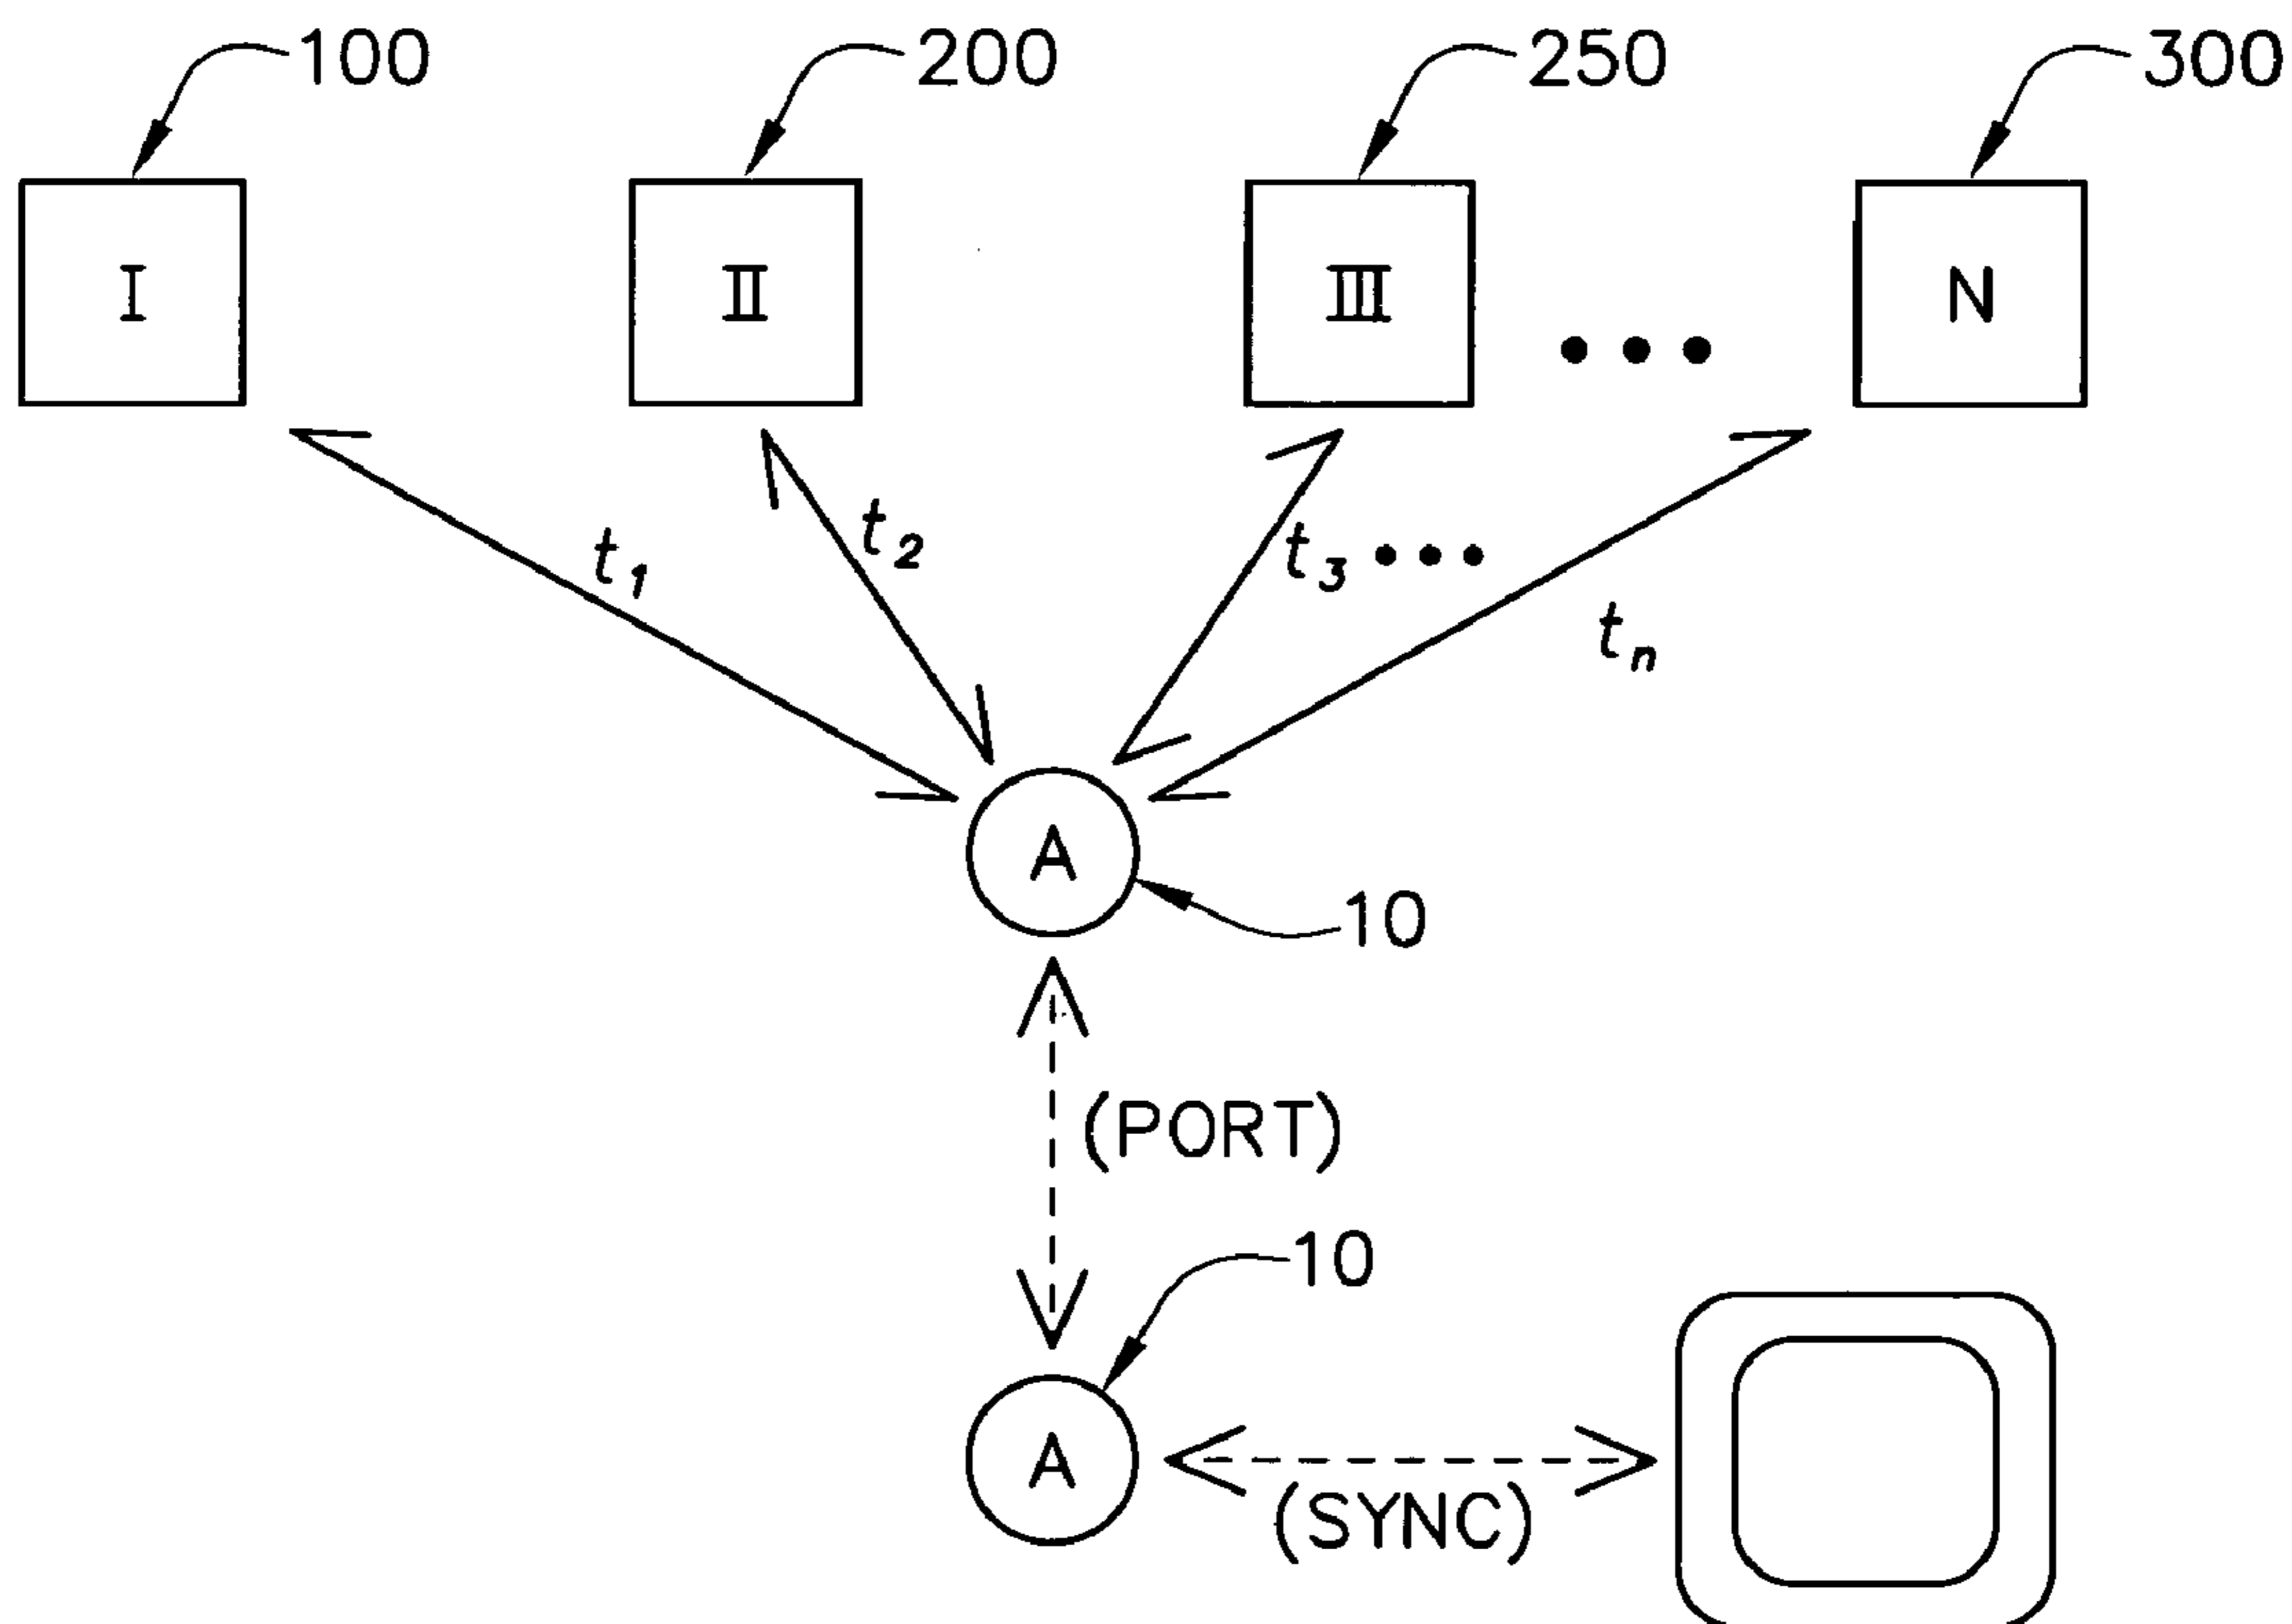 100 200 250 300
I II III N
t2
t1 t3 •••
tn
A
10
(PORT)
10
A
(SYNC)